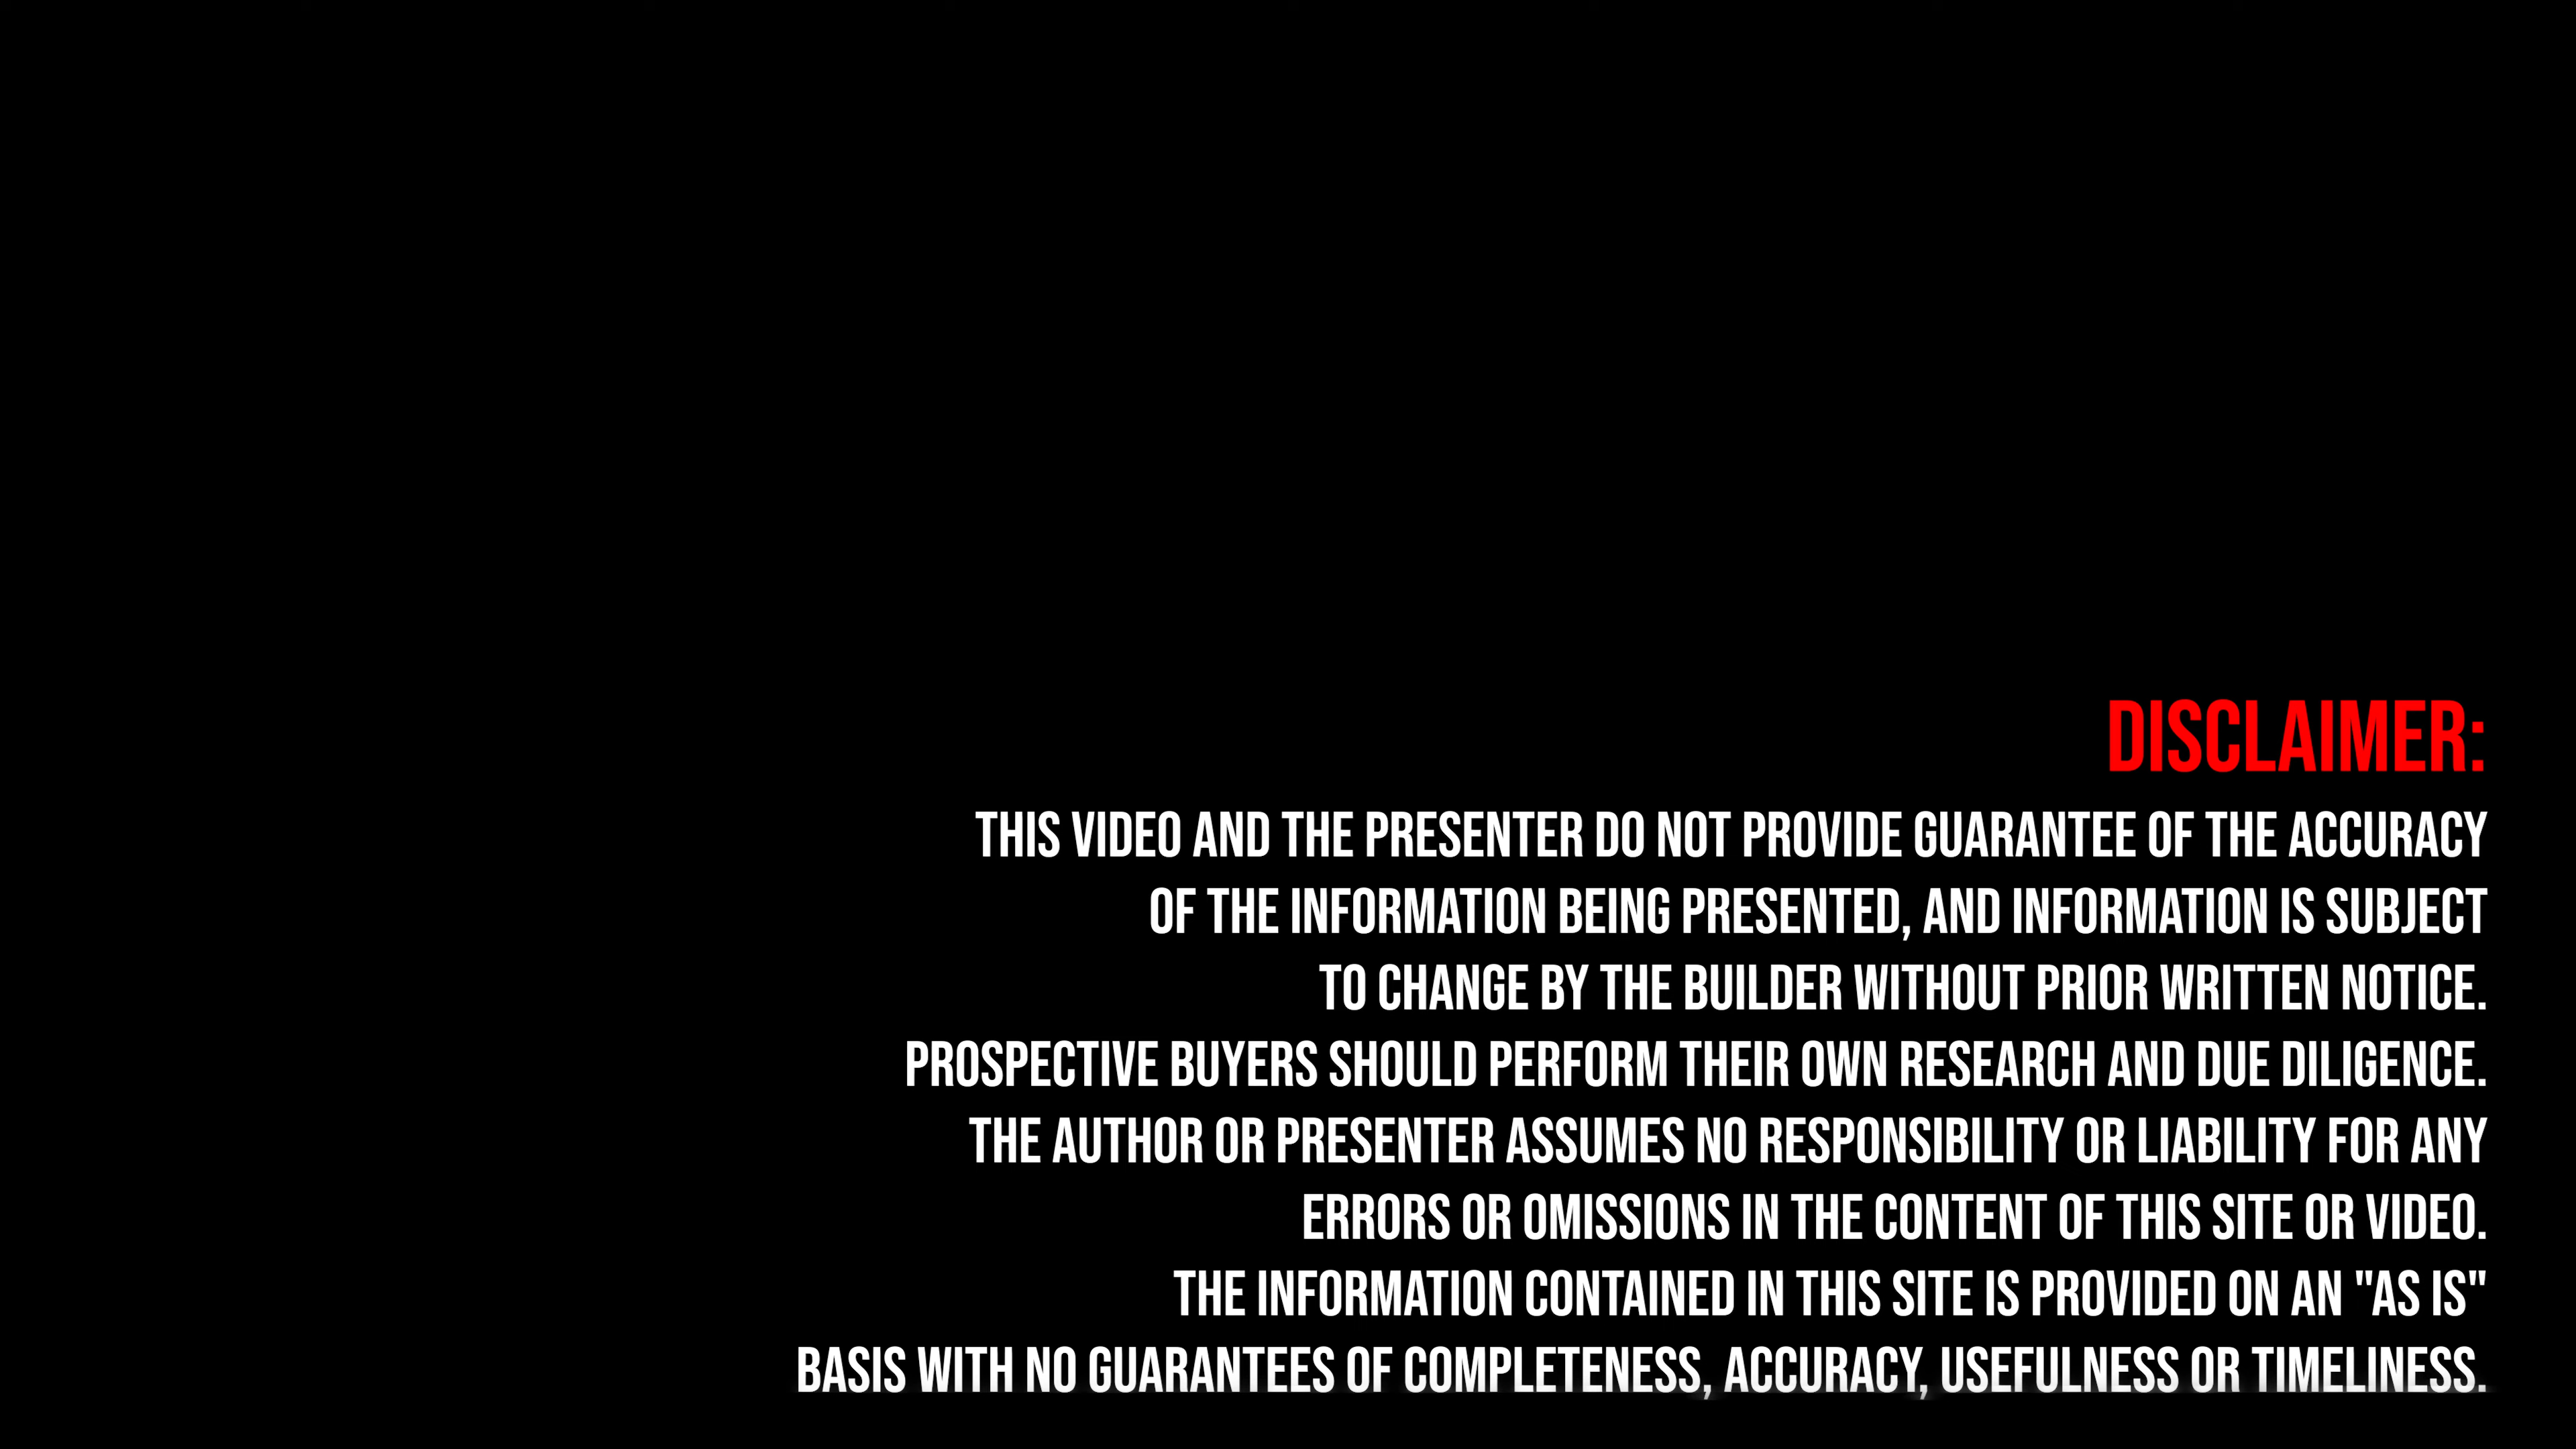 DISCLAIMER:
THIS VIDEO AND THE PRESENTER DO NOT PROVIDE GUARANTEE OF THE ACCURACY
OF THE INFORMATION BEING PRESENTED, AND INFORMATION IS SUBJECT
TO CHANGE BY THE BUILDER WITHOUT PRIOR WRITTEN NOTICE.
PROSPECTIVE BUYERS SHOULD PERFORM THEIR OWN RESEARCH AND DUE DILIGENCE.
THE AUTHOR OR PRESENTER ASSUMES NO RESPONSIBILITY OR LIABILITY FOR ANY
ERRORS OR OMISSIONS IN THE CONTENT OF THIS SITE OR VIDEO.
THE INFORMATION CONTAINED IN THIS SITE IS PROVIDED ON AN "AS IS"
BASIS WITH NO GUARANTEES OF COMPLETENESS, ACCURACY, USEFULNESS OR TIMELINESS.